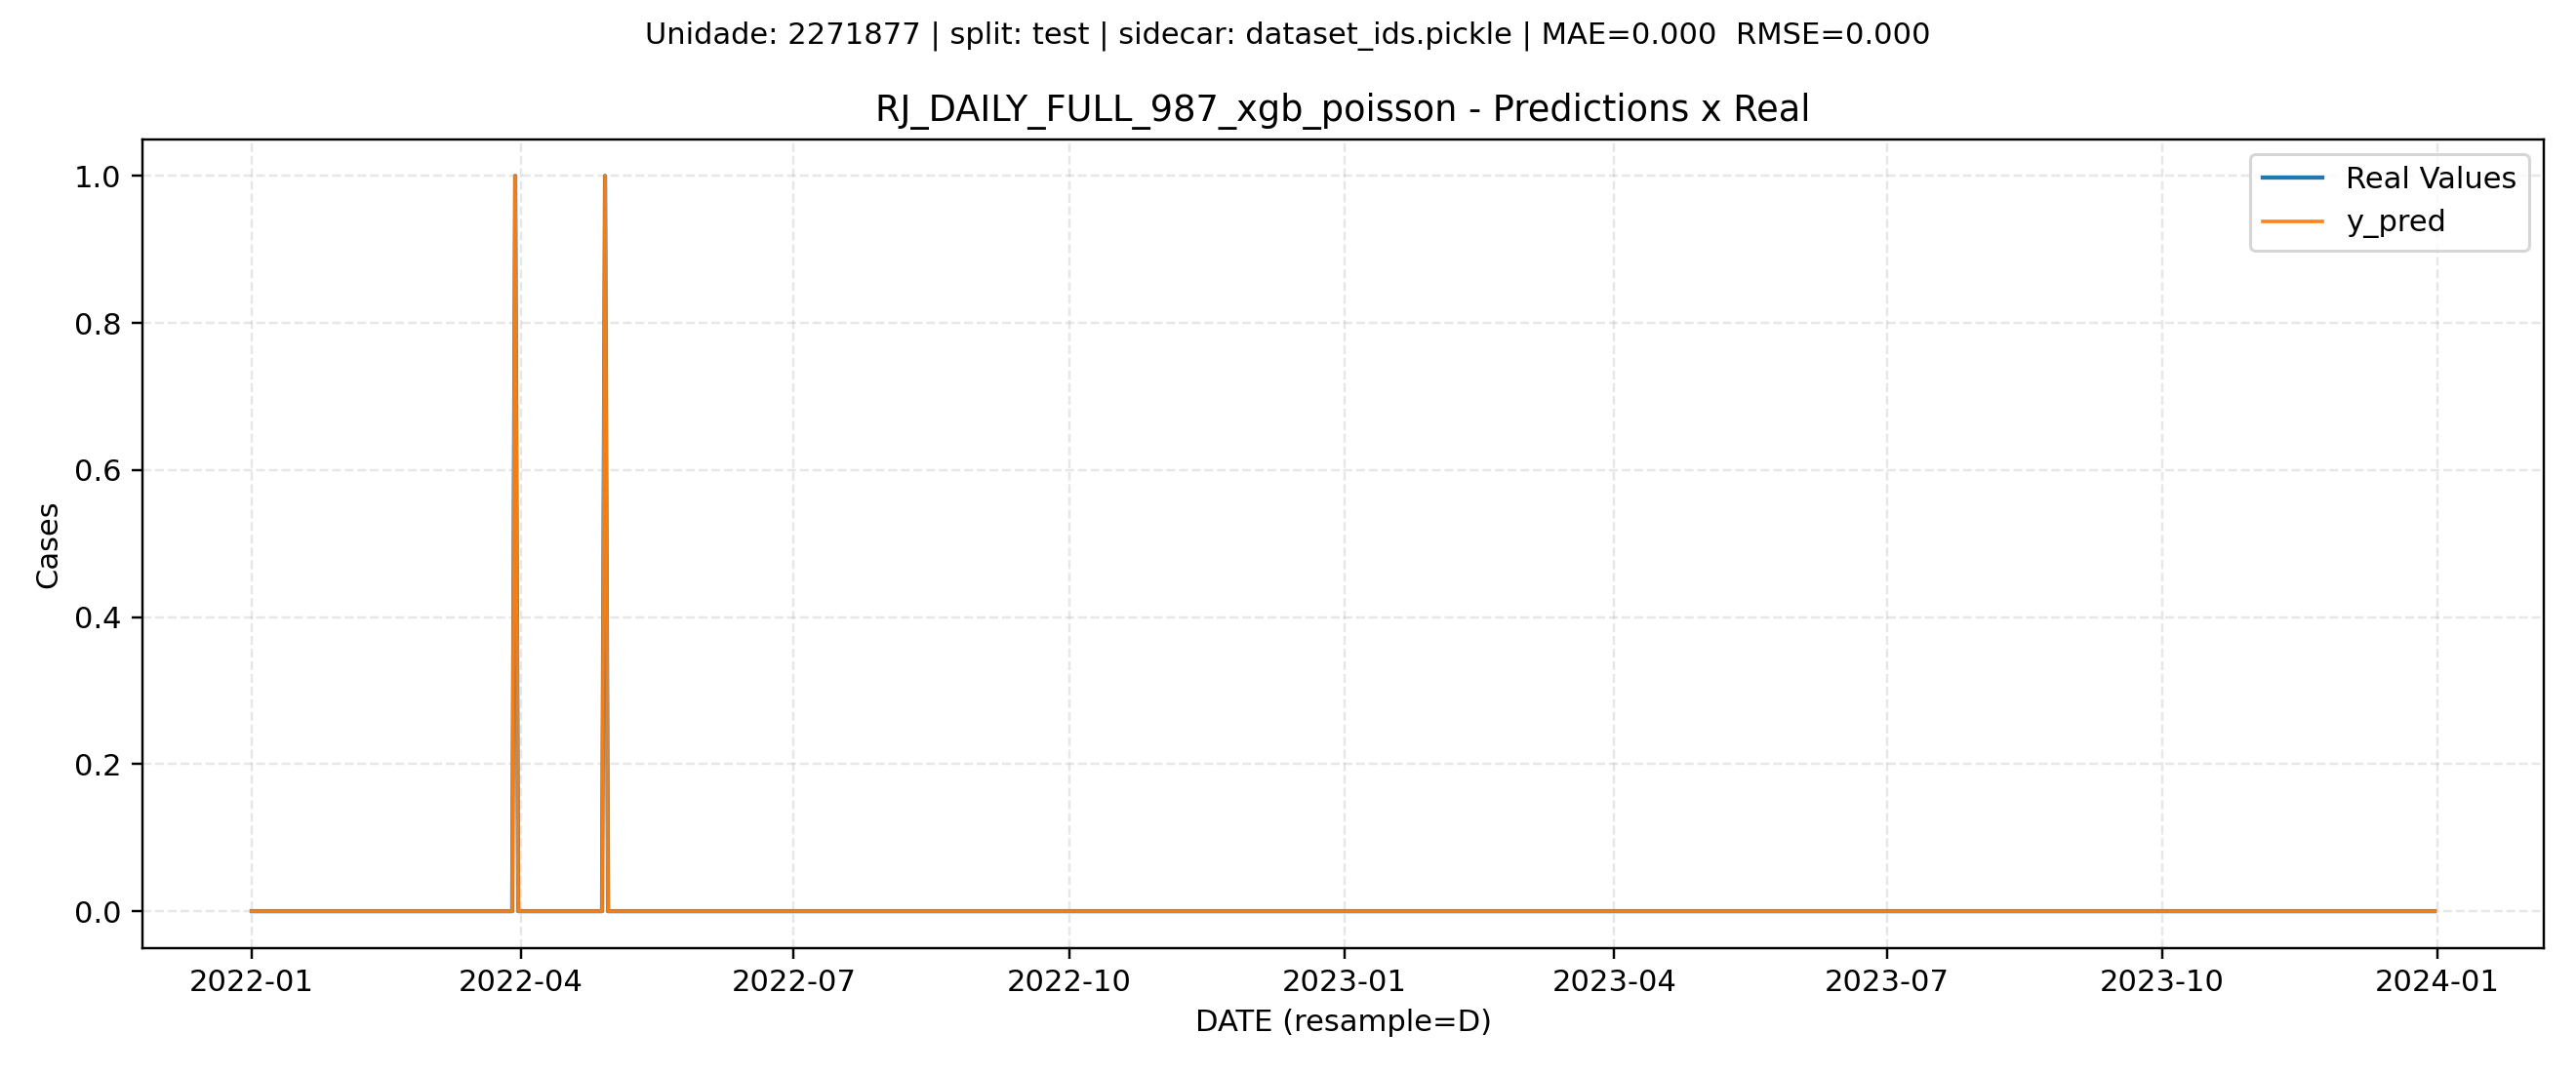 Unidade: 2271877 | split: test | sidecar: dataset_ids.pickle | MAE=0.000  RMSE=0.000
RJ_DAILY_FULL_987_xgb_poisson - Predictions x Real
Real Values
y_pred
1.0
0.8
0.6
0.4
0.2
0.0
Cases
2022-01 2022-04 2022-07 2022-10 2023-01 2023-04 2023-07 2023-10 2024-01
DATE (resample=D)